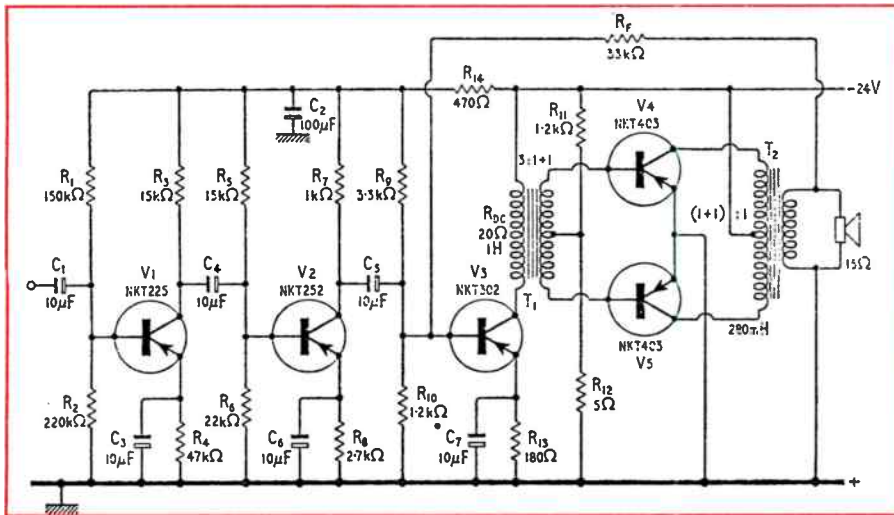 R_F
33kΩ
R14
470Ω
-24V
C2
100μF
R11
1·2kΩ
V4
NKT403
R1
150kΩ
R3
15kΩ
R5
15kΩ
R7
1kΩ
R9
3·3kΩ
3:1+1
T2
R_DC
20Ω
1H
(1+1) :1
C1
10μF
V1
NKT225
C4
10μF
V2
NKT252
C5
10μF
V3
NKT302
T1
15Ω
NKT403
V5
280mH
R2
220kΩ
C3
10μF
R4
47kΩ
R6
22kΩ
C6
10μF
R8
2·7kΩ
R10
1·2kΩ
C7
10μF
R13
180Ω
R12
5Ω
+